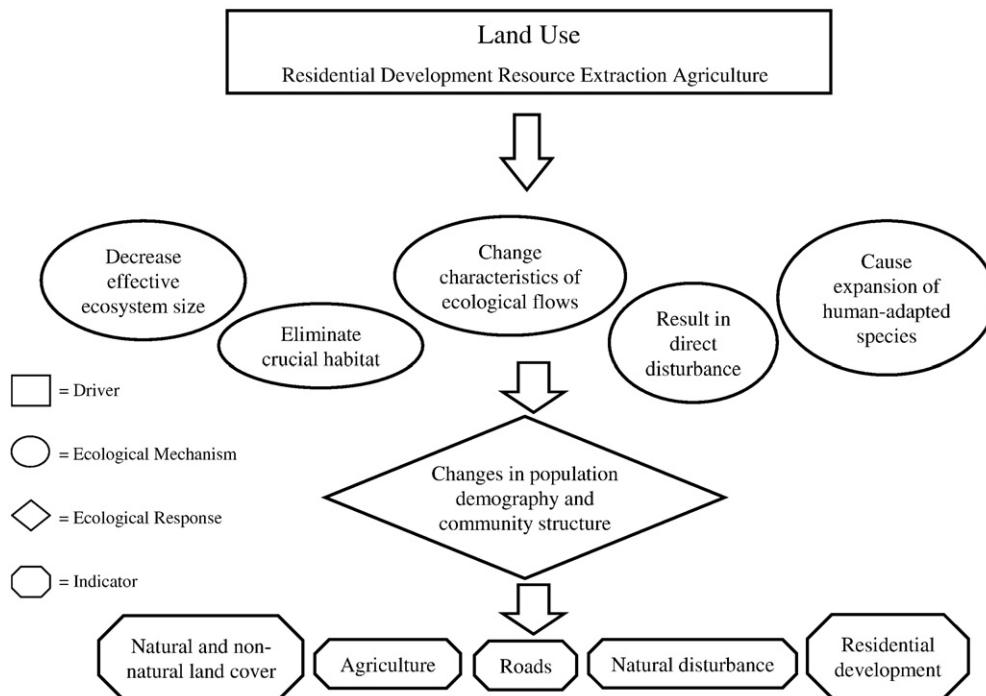 Land Use
Residential Development Resource Extraction Agriculture
Decrease
effective
ecosystem size
Eliminate
crucial habitat
Change
characteristics of
ecological flows
Result in
direct
disturbance
Cause
expansion of
human-adapted
species
= Driver
= Ecological Mechanism
= Ecological Response
= Indicator
Changes in population
demography and
community structure
Natural and non-
natural land cover
Agriculture
Roads
Natural disturbance
Residential
development